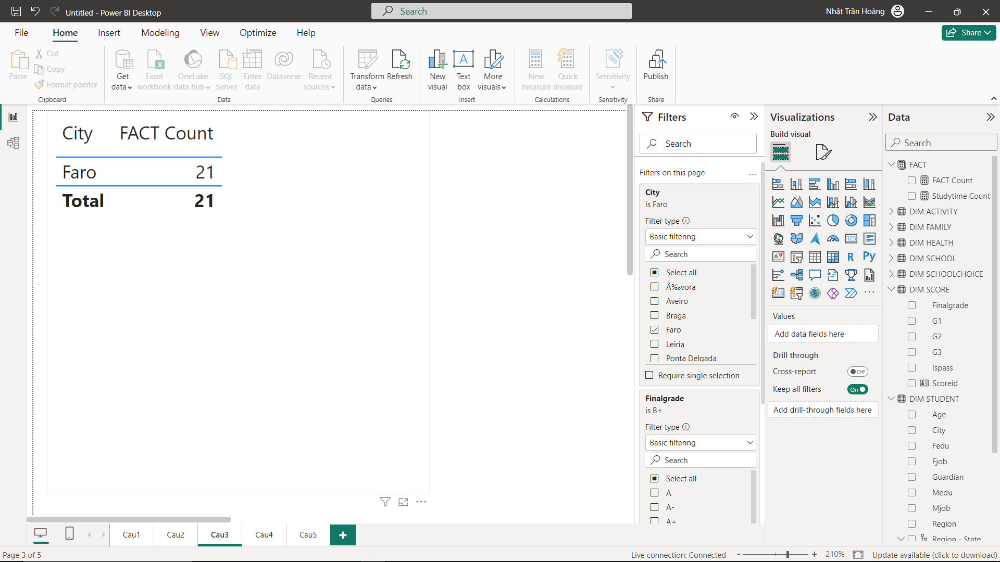 Untitled - Power BI Desktop
Search
Nhật Trần Hoàng
File
Home
Insert
Modeling
View
Optimize
Help
Share
Paste
Cut
Copy
Format painter
Clipboard
Get data
Excel workbook
OneLake data hub
SQL Server
Enter data
Dataverse
Recent sources
Data
Transform data
Refresh
Queries
New visual
Text box
More visuals
Insert
New measure
Quick measure
Calculations
Sensitivity
Sensitivity
Publish
Share
City FACT Count
Faro 21
Total 21
Filters
Search
Filters on this page
City
is Faro
Filter type
Basic filtering
Search
Select all
Ã‰vora
Aveiro
Braga
Faro
Leiria
Ponta Delgada
Require single selection
Finalgrade
is B+
Filter type
Basic filtering
Search
Select all
A
A-
A+
Visualizations
Build visual
123
R
Py
123
Values
Add data fields here
Drill through
Cross-report
Off
Keep all filters
On
Add drill-through fields here
Data
Search
FACT
FACT Count
Studytime Count
DIM ACTIVITY
DIM FAMILY
DIM HEALTH
DIM SCHOOL
DIM SCHOOLCHOICE
DIM SCORE
Finalgrade
G1
G2
G3
Ispass
Scoreid
DIM STUDENT
Age
City
Fedu
Fjob
Guardian
Medu
Mjob
Region
Region - State
Cau1
Cau2
Cau3
Cau4
Cau5
Page 3 of 5
Live connection: Connected
- + 210%
Update available (click to download)